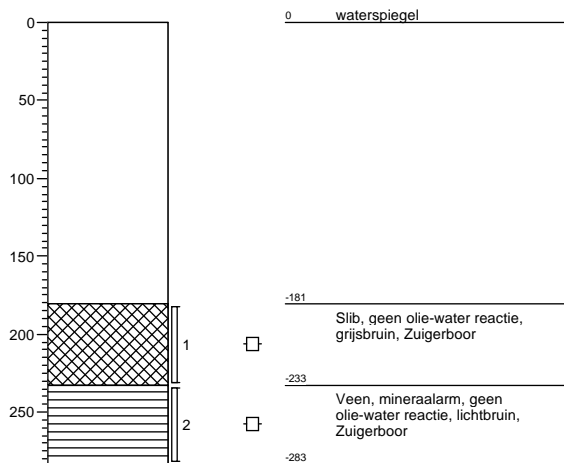 0
50
100
150
200
250
1
2
0 waterspiegel
-181
Slib, geen olie-water reactie,
grijsbruin, Zuigerboor
-233
Veen, mineraalarm, geen
olie-water reactie, lichtbruin,
Zuigerboor
-283